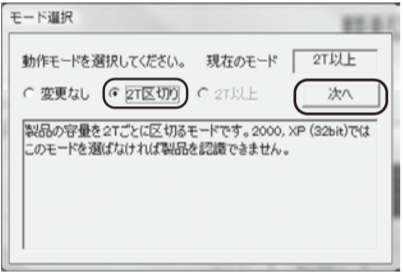 モード選択
動作モードを選択してください。 現在のモード 2T以上
変更なし 2T区切り 2T以上 次へ
製品の容量を2Tごとに区切るモードです。2000, XP (32bit)では
このモードを選ばなければ製品を認識できません。